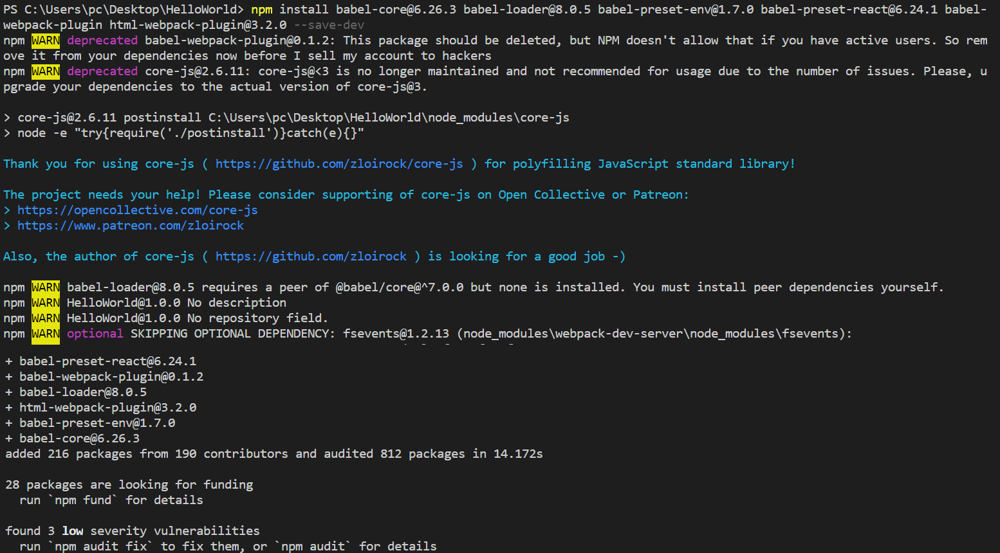 PS C:\Users\pc\Desktop\HelloWorld> npm install babel-core@6.26.3 babel-loader@8.0.5 babel-preset-env@1.7.0 babel-preset-react@6.24.1 babel-
webpack-plugin html-webpack-plugin@3.2.0 --save-dev
npm WARN deprecated babel-webpack-plugin@0.1.2: This package should be deleted, but NPM doesn't allow that if you have active users. So rem
ove it from your dependencies now before I sell my account to hackers
npm WARN deprecated core-js@2.6.11: core-js@<3 is no longer maintained and not recommended for usage due to the number of issues. Please, u
pgrade your dependencies to the actual version of core-js@3.
> core-js@2.6.11 postinstall C:\Users\pc\Desktop\HelloWorld\node_modules\core-js
> node -e "try{require('./postinstall')}catch(e){}"
Thank you for using core-js ( https://github.com/zloirock/core-js ) for polyfilling JavaScript standard library!
The project needs your help! Please consider supporting of core-js on Open Collective or Patreon:
> https://opencollective.com/core-js
> https://www.patreon.com/zloirock
Also, the author of core-js ( https://github.com/zloirock ) is looking for a good job -)
npm WARN babel-loader@8.0.5 requires a peer of @babel/core@^7.0.0 but none is installed. You must install peer dependencies yourself.
npm WARN HelloWorld@1.0.0 No description
npm WARN HelloWorld@1.0.0 No repository field.
npm WARN optional SKIPPING OPTIONAL DEPENDENCY: fsevents@1.2.13 (node_modules\webpack-dev-server\node_modules\fsevents):
+ babel-preset-react@6.24.1
+ babel-webpack-plugin@0.1.2
+ babel-loader@8.0.5
+ html-webpack-plugin@3.2.0
+ babel-preset-env@1.7.0
+ babel-core@6.26.3
added 216 packages from 190 contributors and audited 812 packages in 14.172s
28 packages are looking for funding
run `npm fund` for details
found 3 low severity vulnerabilities
run `npm audit fix` to fix them, or `npm audit` for details